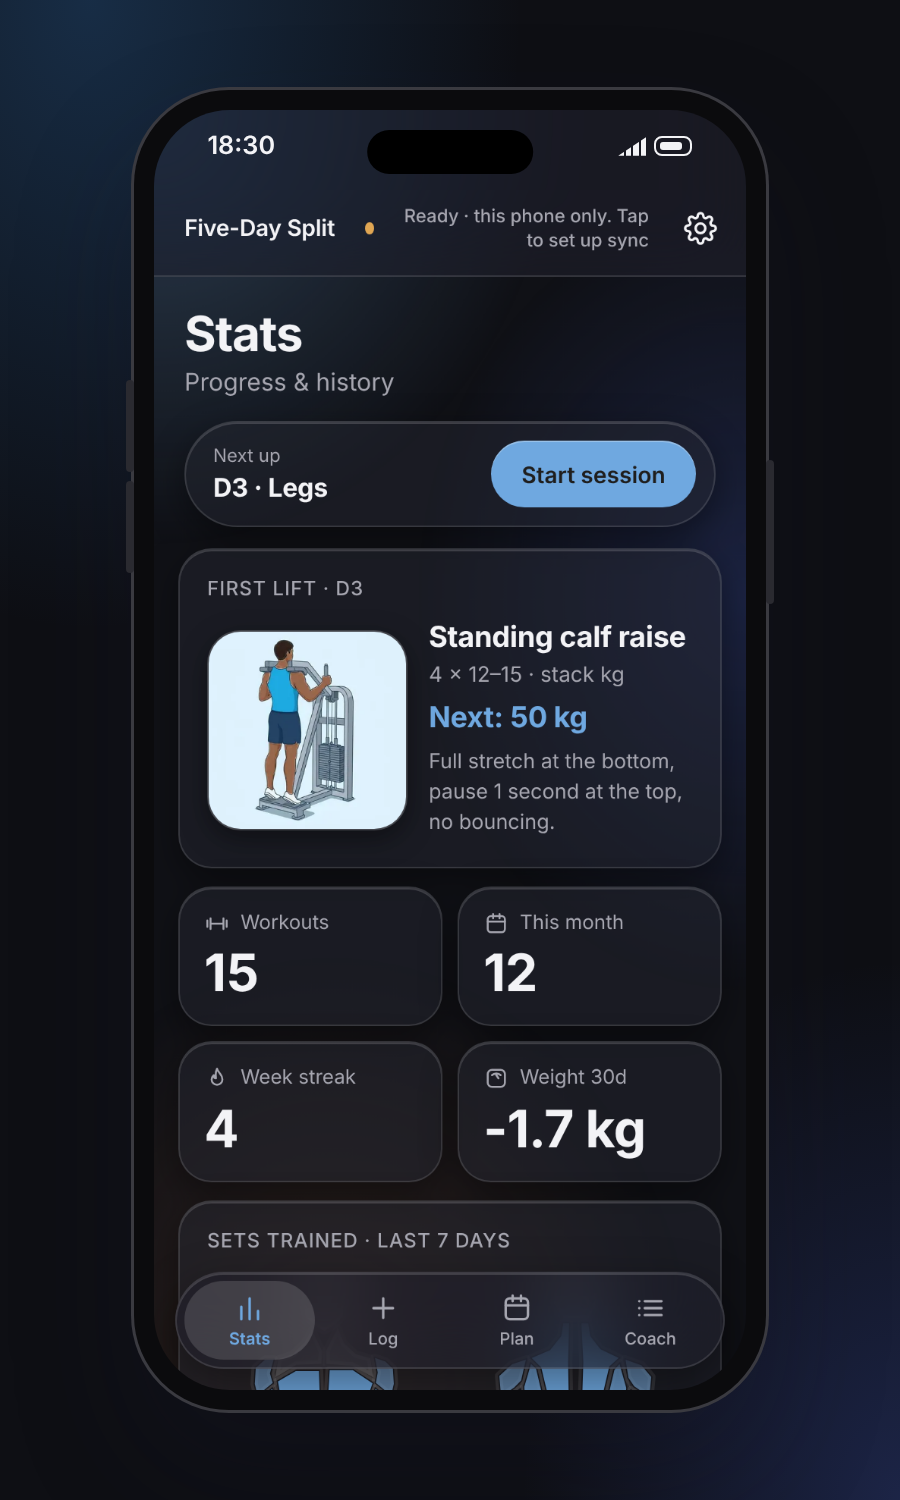 18:30
Five-Day Split
Ready · this phone only. Tap
to set up sync
Stats
Progress & history
Next up
D3 · Legs
Start session
FIRST LIFT · D3
Standing calf raise
4 × 12–15 · stack kg
Next: 50 kg
Full stretch at the bottom,
pause 1 second at the top,
no bouncing.
Workouts
15
This month
12
Week streak
4
Weight 30d
-1.7 kg
SETS TRAINED · LAST 7 DAYS
Stats
Log
Plan
Coach